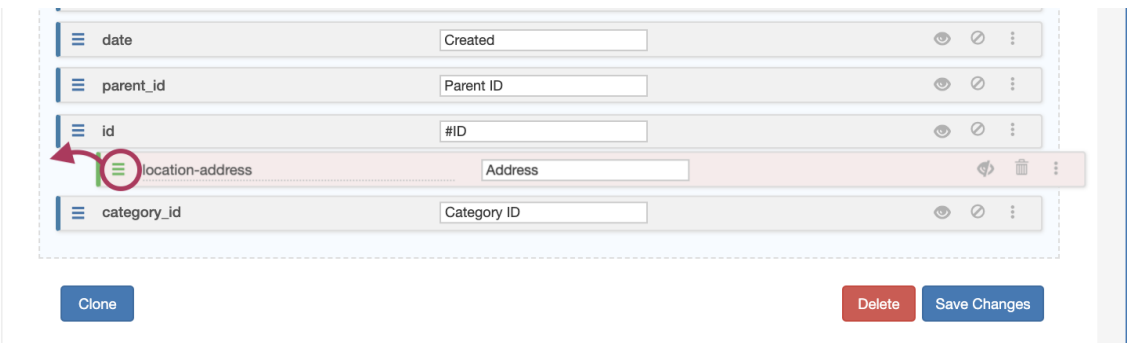 date Created
parent_id Parent ID
id #ID
location-address Address
category_id Category ID
Clone Delete Save Changes